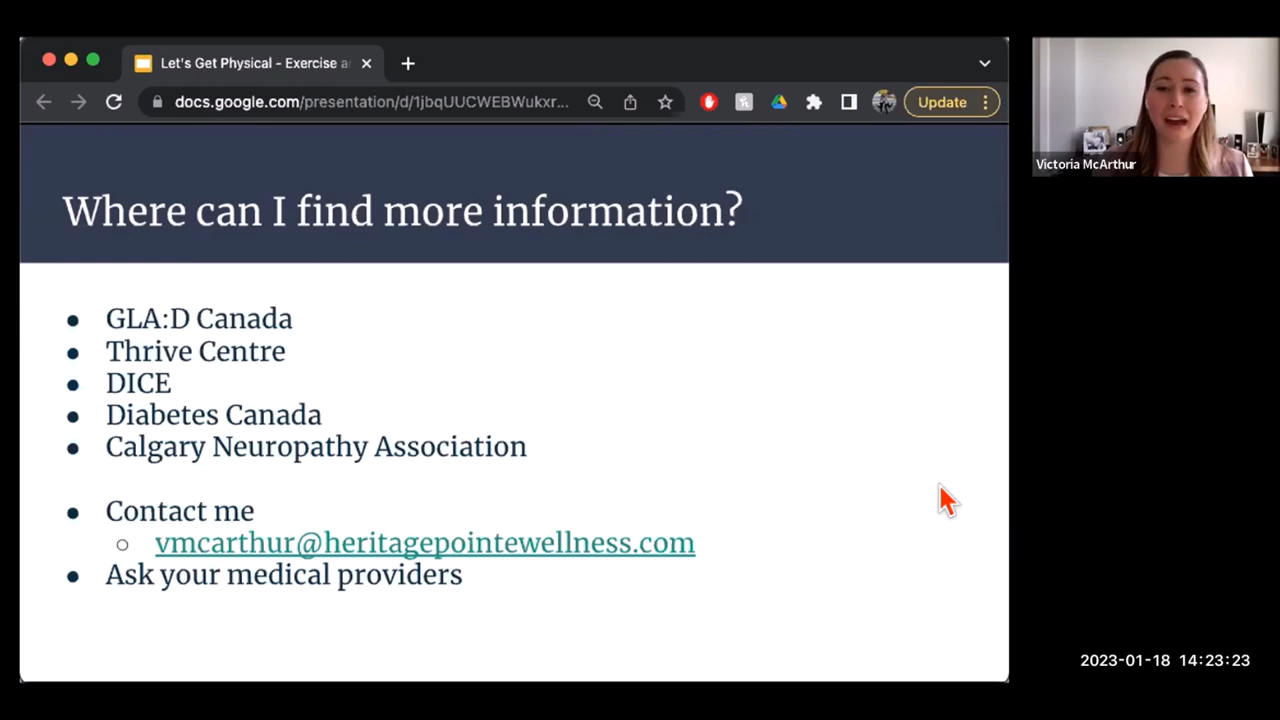 Let's Get Physical - Exercise a
docs.google.com/presentation/d/1jbqUUCWEBWukxr...
Update
Victoria McArthur
Where can I find more information?
GLA:D Canada
Thrive Centre
DICE
Diabetes Canada
Calgary Neuropathy Association
Contact me
vmcarthur@heritagepointewellness.com
Ask your medical providers
2023-01-18 14:23:23